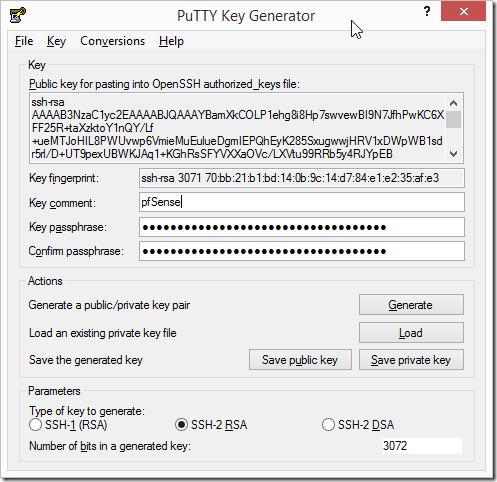 PuTTY Key Generator
?
File Key Conversions Help
Key
Public key for pasting into OpenSSH authorized_keys file:
ssh-rsa
AAAAB3NzaC1yc2EAAAABJQAAAYBamXkCOLP1ehg8i8Hp7swvewBI9N7JfhPwKC6X
FF25R+taXzktoY1nQY/Lf
+ueMTJoHIL8PWUvwp6VmieMuEulueDgmIEPQhEyK285SxugwwjHRV1xDWpWB1sd
r5rl/D+UT9pexUBWKJAq1+KGhRsSFYVXXaOVc/LXVtu99RRb5y4RJYpEB
Key fingerprint: ssh-rsa 3071 70:bb:21:b1:bd:14:0b:9c:14:d7:84:e1:e2:35:af:e3
Key comment: pfSense
Key passphrase:
Confirm passphrase:
Actions
Generate a public/private key pair Generate
Load an existing private key file Load
Save the generated key Save public key Save private key
Parameters
Type of key to generate:
SSH-1 (RSA) SSH-2 RSA SSH-2 DSA
Number of bits in a generated key: 3072